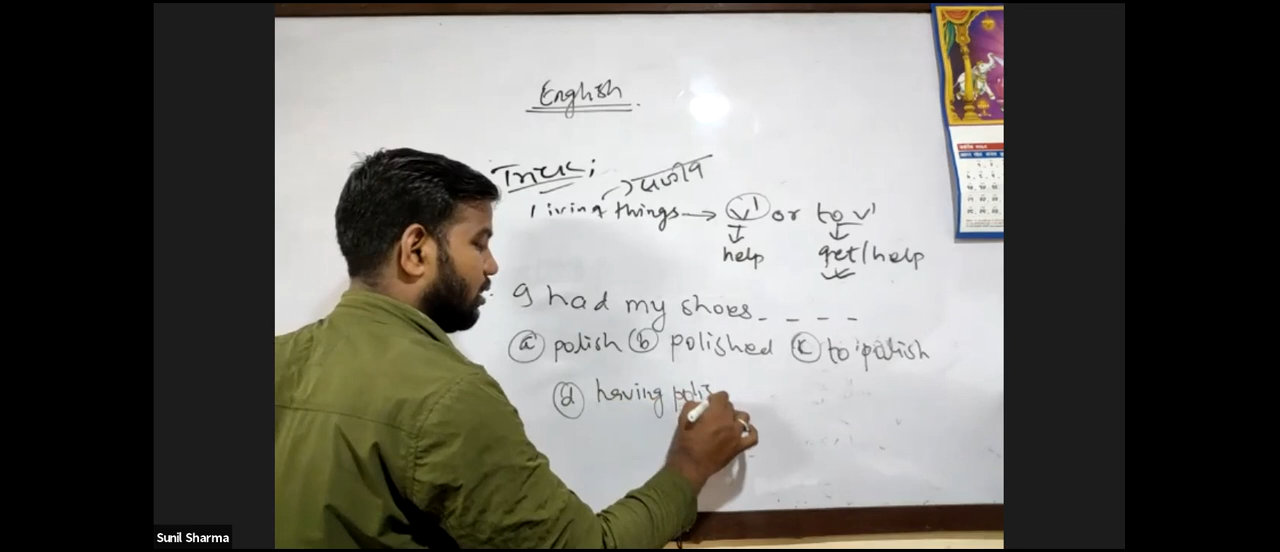 English
Trick:
सजीव
living things → V¹ or to V¹
help get/help
I had my shoes - - - -
(a) polish (b) polished (c) to polish
(d) having polis
Sunil Sharma